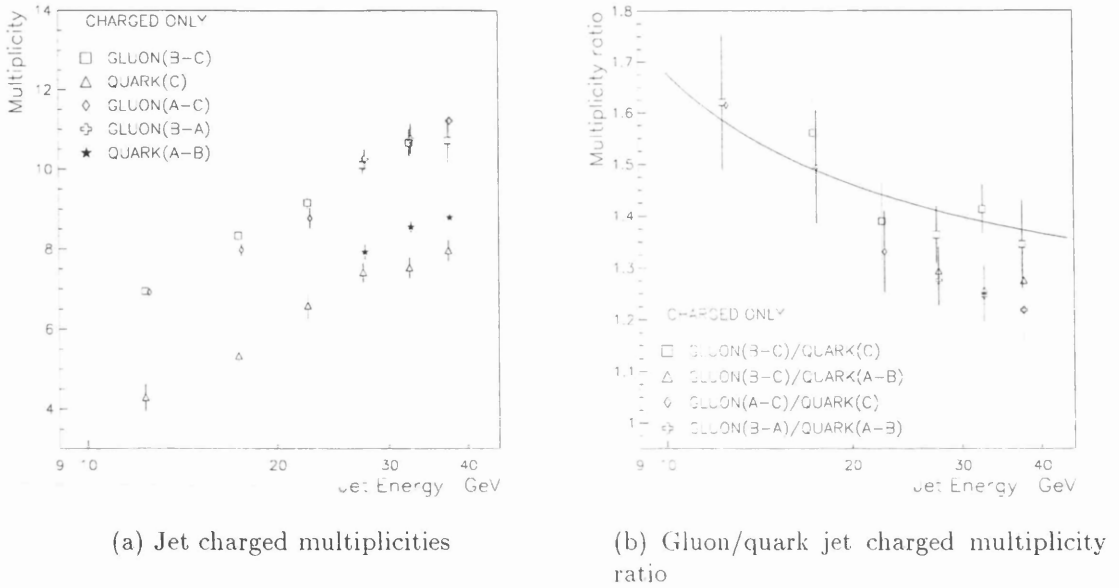 14
12
10
8
6
4
9
20
30
40
Multiplicity
CHARGED ONLY
GLUON(B-C)
QUARK(C)
GLUON(A-C)
GLUON(B-A)
QUARK(A-B)
Jet Energy GeV
(a) Jet charged multiplicities
1.8
1.7
1.6
1.5
1.4
1.3
1.2
1.1
1
9 10
20
30
40
Multiplicity ratio
CHARGED ONLY
GLUON(B-C)/QUARK(C)
GLUON(B-C)/QUARK(A-B)
GLUON(A-C)/QUARK(C)
GLUON(B-A)/QUARK(A-B)
Jet Energy GeV
(b) Gluon/quark jet charged multiplicity
ratio